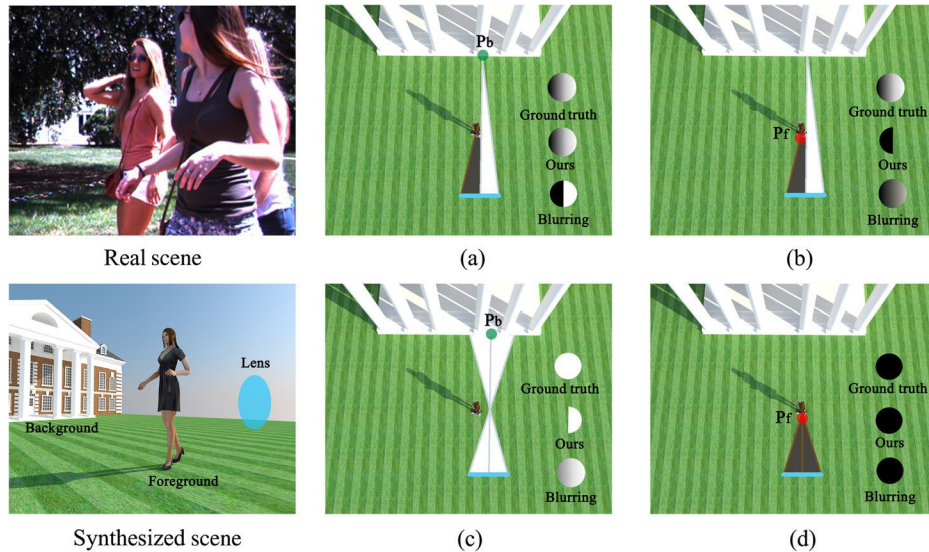 Pb
Ground truth
Ours
Blurring
Pf
Ground truth
Ours
Blurring
Real scene
(a)
(b)
Lens
Background
Foreground
Pb
Ground truth
Ours
Blurring
Pf
Ground truth
Ours
Blurring
Synthesized scene
(c)
(d)